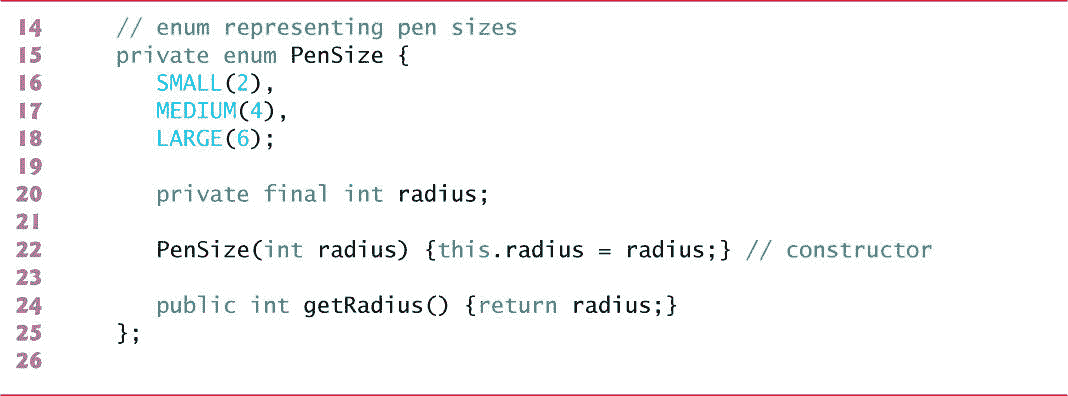 14 // enum representing pen sizes
15 private enum PenSize {
16 SMALL(2),
17 MEDIUM(4),
18 LARGE(6);
19
20 private final int radius;
21
22 PenSize(int radius) {this.radius = radius;} // constructor
23
24 public int getRadius() {return radius;}
25 };
26